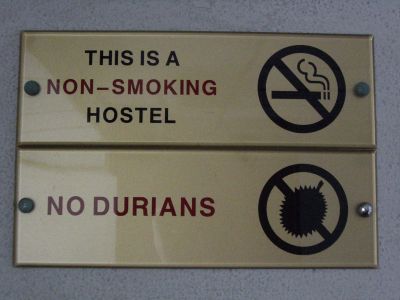 THIS IS A
NON-SMOKING
HOSTEL
NO DURIANS